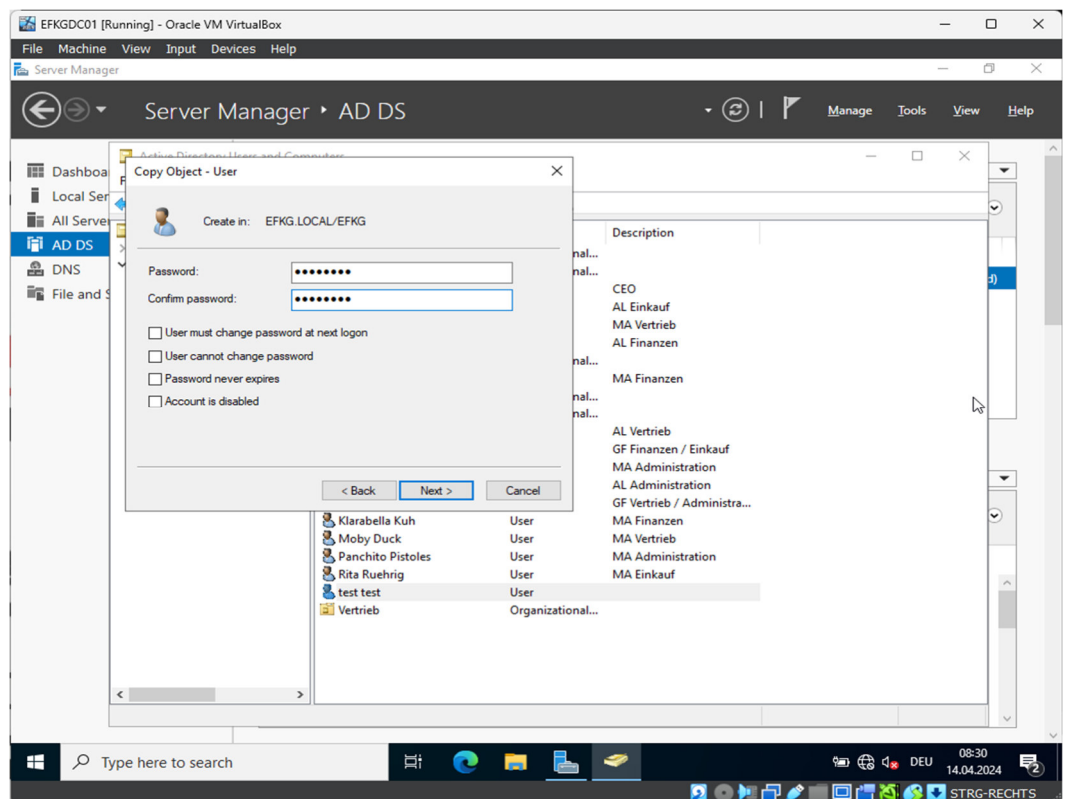 EFKGDC01 [Running] - Oracle VM VirtualBox
File Machine View Input Devices Help
Server Manager
Server Manager ‣ AD DS
Manage Tools View Help
Dashboa
Local Ser
All Server
AD DS
DNS
File and S
Active Directory Users and Computers
Copy Object - User
Create in: EFKG.LOCAL/EFKG
Password: ●●●●●●●●
Confirm password: ●●●●●●●●
User must change password at next logon
User cannot change password
Password never expires
Account is disabled
< Back Next > Cancel
Description
nal...
nal...
CEO
AL Einkauf
MA Vertrieb
AL Finanzen
nal...
MA Finanzen
nal...
nal...
AL Vertrieb
GF Finanzen / Einkauf
MA Administration
AL Administration
GF Vertrieb / Administra...
Klarabella Kuh User MA Finanzen
Moby Duck User MA Vertrieb
Panchito Pistoles User MA Administration
Rita Ruehrig User MA Einkauf
test test User
Vertrieb Organizational...
Type here to search
DEU
08:30
14.04.2024
2
STRG-RECHTS